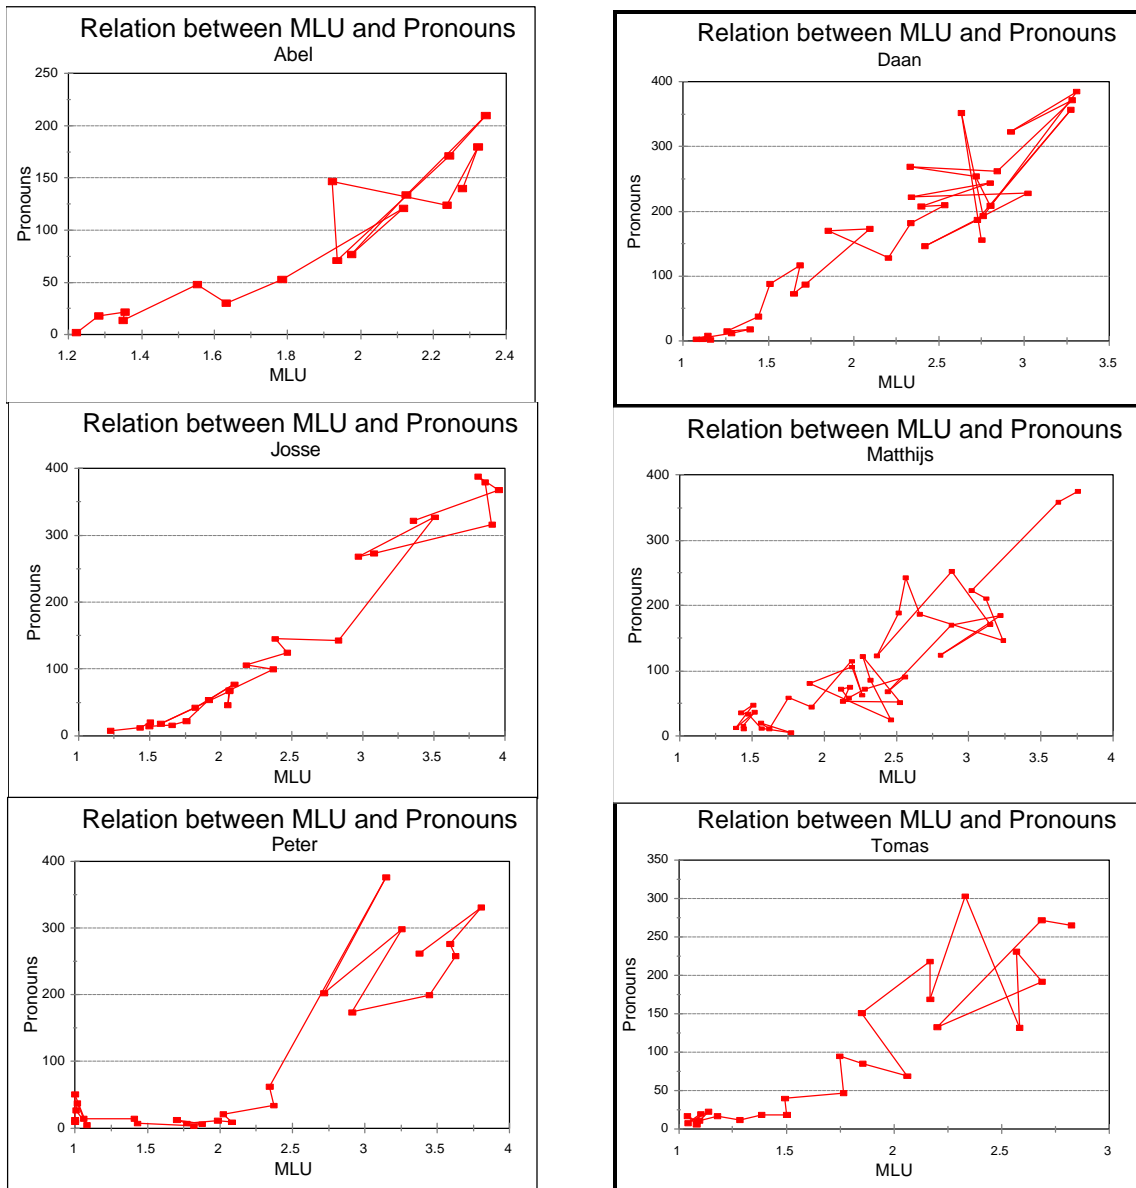 Relation between MLU and Pronouns
Abel
250
200
150
100
50
0
Pronouns
1.2 1.4 1.6 1.8 2 2.2 2.4
MLU
Relation between MLU and Pronouns
Daan
400
300
200
100
0
Pronouns
1 1.5 2 2.5 3 3.5
MLU
Relation between MLU and Pronouns
Josse
400
300
200
100
0
Pronouns
1 1.5 2 2.5 3 3.5 4
MLU
Relation between MLU and Pronouns
Matthijs
400
300
200
100
0
Pronouns
1 1.5 2 2.5 3 3.5 4
MLU
Relation between MLU and Pronouns
Peter
400
300
200
100
0
Pronouns
1 1.5 2 2.5 3 3.5 4
MLU
Relation between MLU and Pronouns
Tomas
350
300
250
200
150
100
50
0
Pronouns
1 1.5 2 2.5 3
MLU